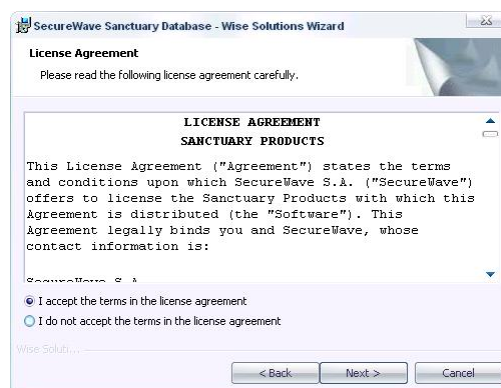 SecureWave Sanctuary Database - Wise Solutions Wizard
License Agreement
Please read the following license agreement carefully.
LICENSE AGREEMENT
SANCTUARY PRODUCTS
This License Agreement ("Agreement") states the terms
and conditions upon which SecureWave S.A. ("SecureWave")
offers to license the Sanctuary Products with which this
Agreement is distributed (the "Software"). This
Agreement legally binds you and SecureWave, whose
contact information is:
SecureWave S.A.
I accept the terms in the license agreement
I do not accept the terms in the license agreement
Wise Soluti...
< Back
Next >
Cancel